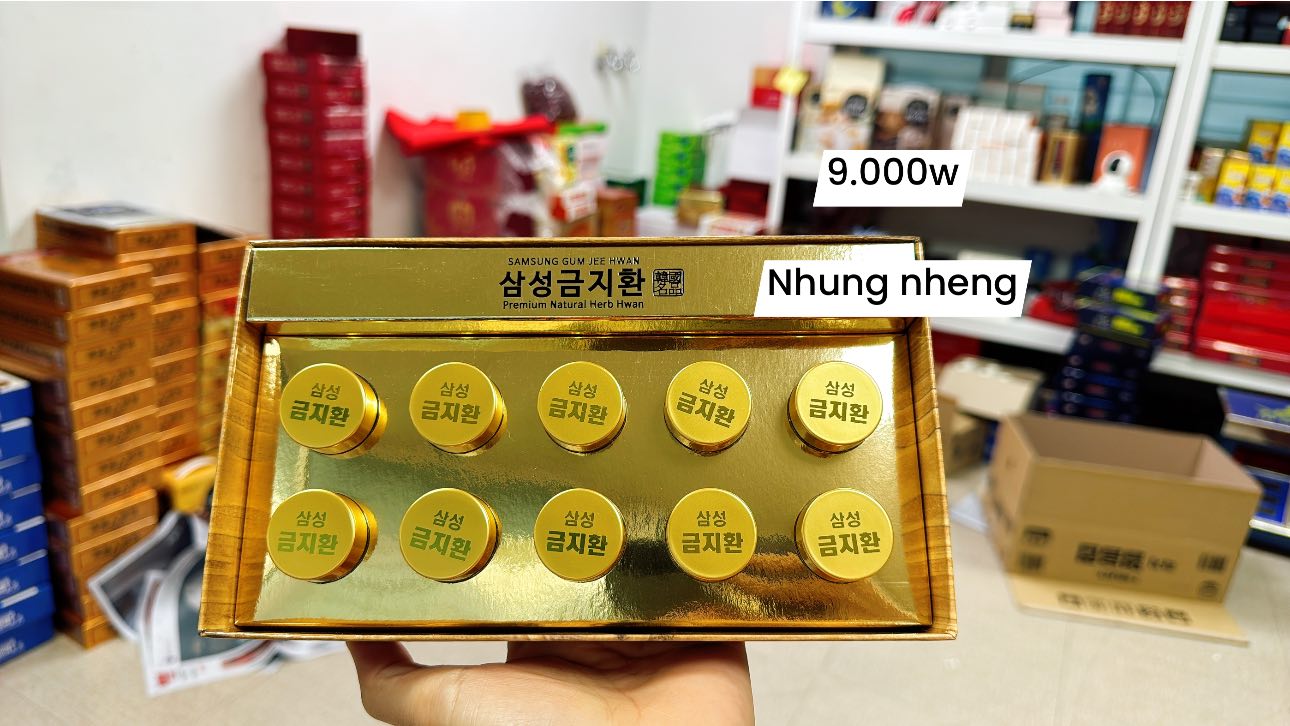 9.000w
SAMSUNG GUM JEE HWAN
삼성금지환
Premium Natural Herb Hwan
Nhung nheng
삼성
금지환
삼성
금지환
삼성
금지환
삼성
금지환
삼성
금지환
삼성
금지환
삼성
금지환
삼성
금지환
삼성
금지환
삼성
금지환